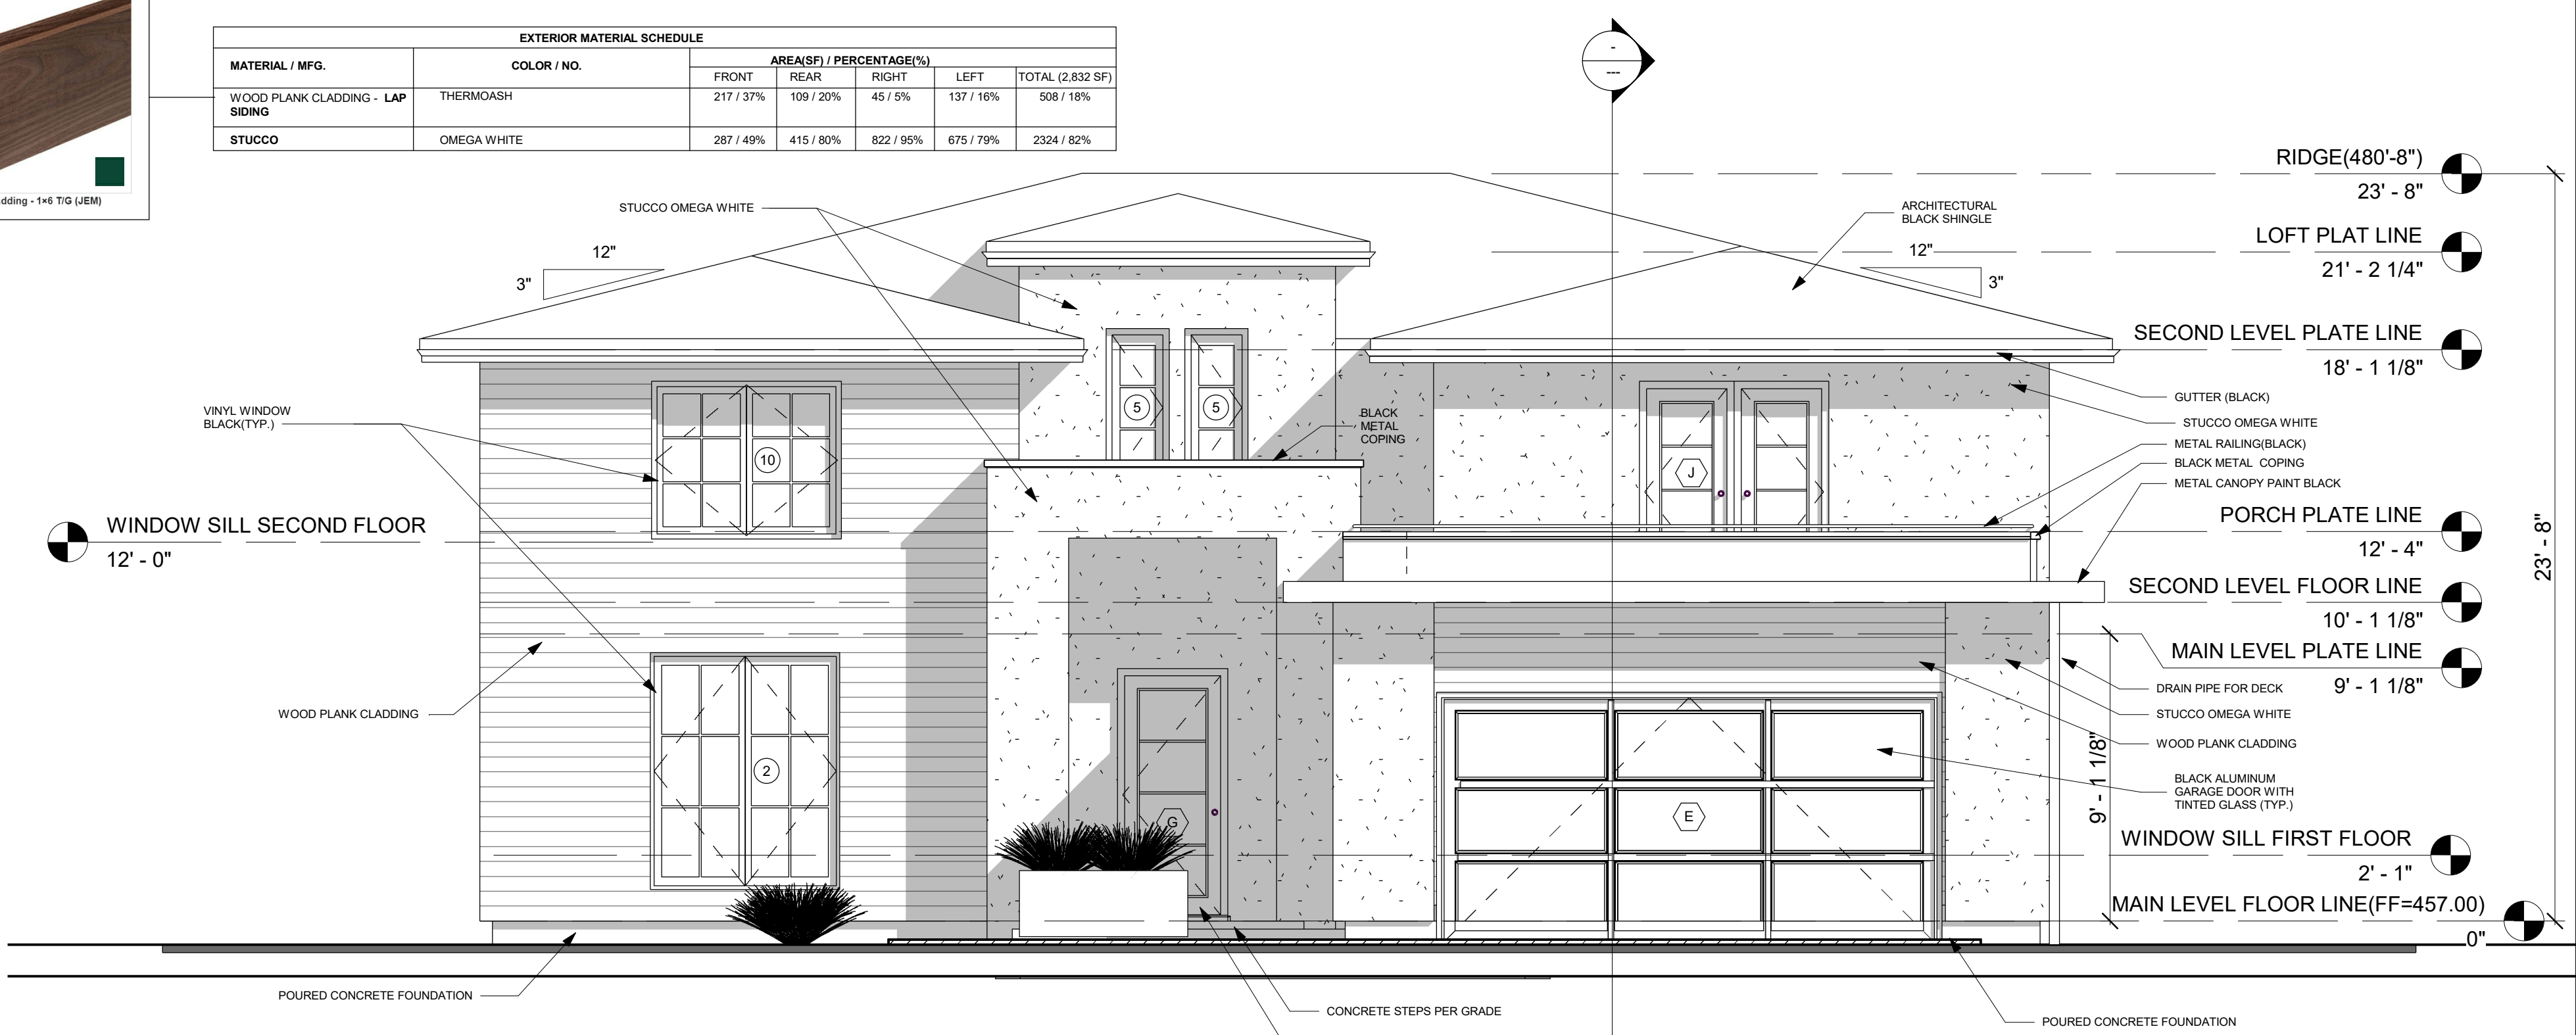 EXTERIOR MATERIAL SCHEDULE
MATERIAL / MFG.
COLOR / NO.
AREA(SF) / PERCENTAGE(%)
FRONT
REAR
RIGHT
LEFT
TOTAL (2,832 SF)
WOOD PLANK CLADDING - LAP
SIDING
THERMOASH
217 / 37%
109 / 20%
45 / 5%
137 / 16%
508 / 18%
STUCCO
OMEGA WHITE
287 / 49%
415 / 80%
822 / 95%
675 / 79%
2324 / 82%
dding - 1×6 T/G (JEM)
-
---
RIDGE(480'-8")
23' - 8"
LOFT PLAT LINE
21' - 2 1/4"
SECOND LEVEL PLATE LINE
18' - 1 1/8"
GUTTER (BLACK)
STUCCO OMEGA WHITE
METAL RAILING(BLACK)
BLACK METAL COPING
METAL CANOPY PAINT BLACK
PORCH PLATE LINE
12' - 4"
SECOND LEVEL FLOOR LINE
10' - 1 1/8"
MAIN LEVEL PLATE LINE
9' - 1 1/8"
DRAIN PIPE FOR DECK
STUCCO OMEGA WHITE
WOOD PLANK CLADDING
BLACK ALUMINUM
GARAGE DOOR WITH
TINTED GLASS (TYP.)
9' - 1 1/8"
23' - 8"
WINDOW SILL FIRST FLOOR
2' - 1"
MAIN LEVEL FLOOR LINE(FF=457.00)
0"
STUCCO OMEGA WHITE
ARCHITECTURAL
BLACK SHINGLE
12"
3"
12"
3"
VINYL WINDOW
BLACK(TYP.)
BLACK
METAL
COPING
5
5
10
J
WINDOW SILL SECOND FLOOR
12' - 0"
WOOD PLANK CLADDING
2
G
E
POURED CONCRETE FOUNDATION
CONCRETE STEPS PER GRADE
POURED CONCRETE FOUNDATION